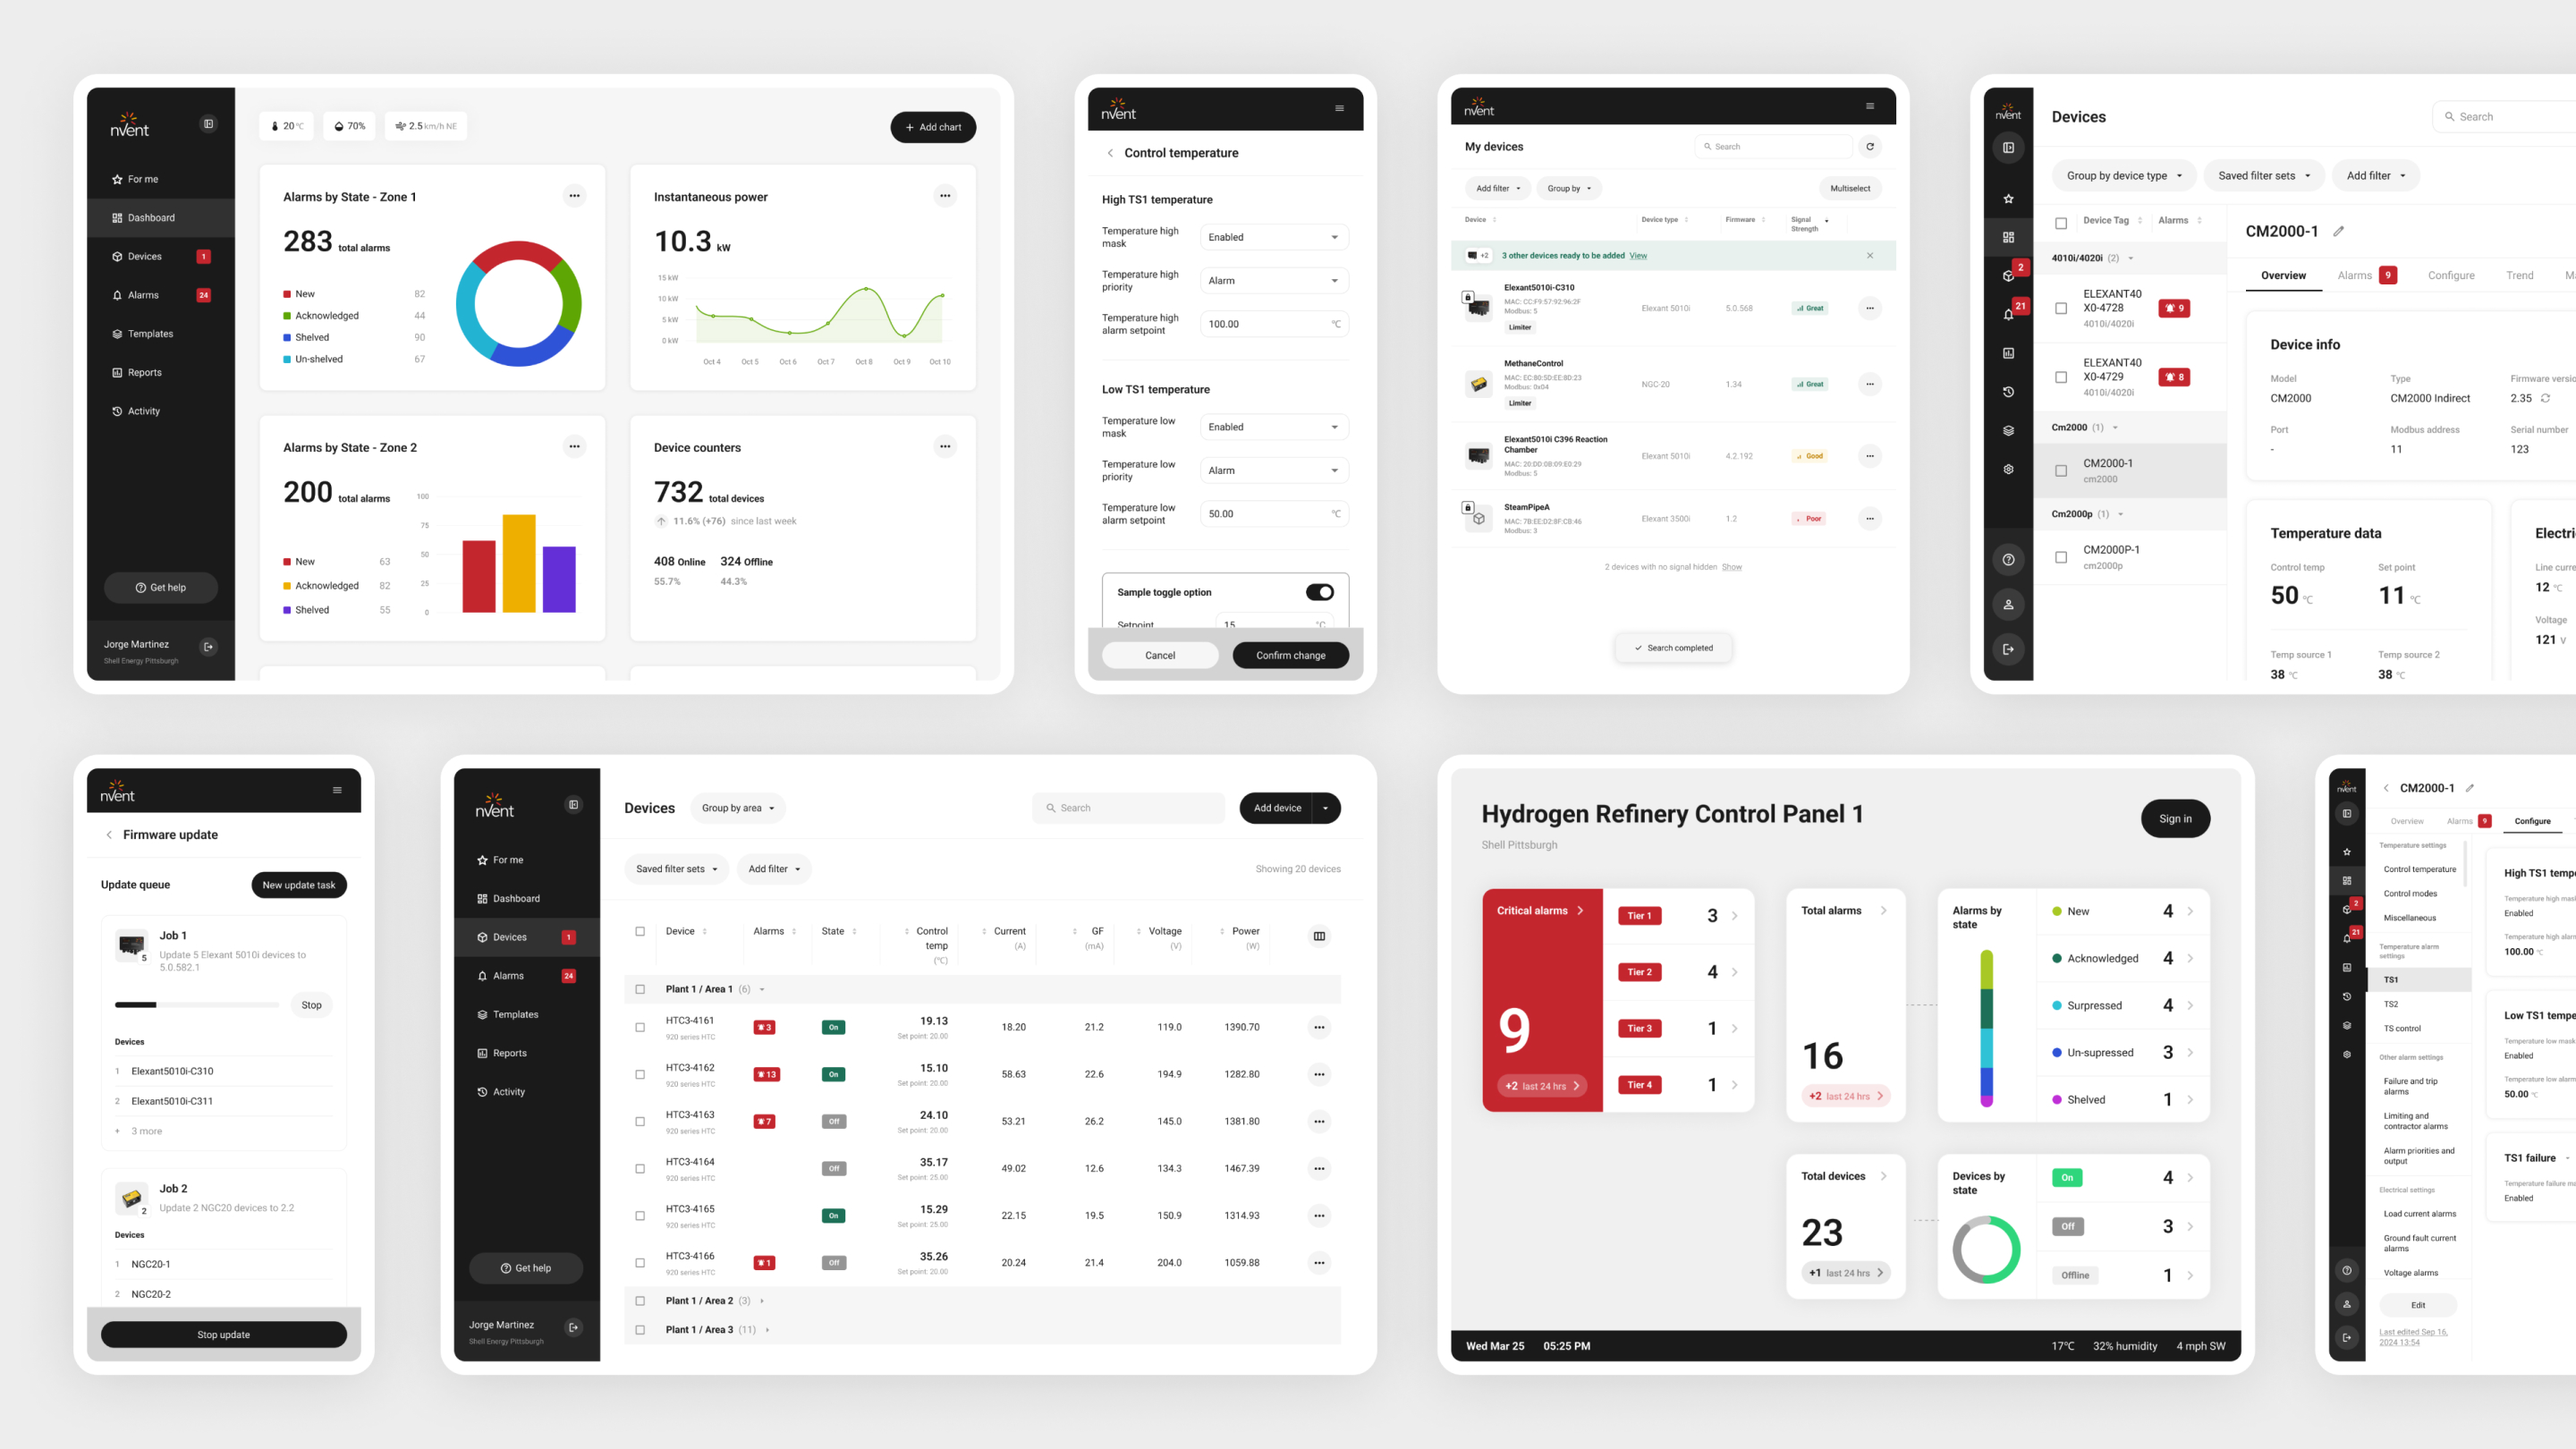 nVent
For me
Dashboard
Devices 1
Alarms 24
Templates
Reports
Activity
Get help
Jorge Martinez
Shell Energy Pittsburgh
20°C
70%
2.5 km/h NE
+ Add chart
Alarms by State - Zone 1
283 total alarms
New 82
Acknowledged 44
Shelved 90
Un-shelved 67
Instantaneous power
10.3 kW
15 kW
10 kW
5 kW
0 kW
Oct 4 Oct 5 Oct 6 Oct 7 Oct 8 Oct 9 Oct 10
Alarms by State - Zone 2
200 total alarms
New 63
Acknowledged 82
Shelved 55
100
75
50
25
0
Device counters
732 total devices
11.6% (+76) since last week
408 Online 324 Offline
55.7% 44.3%
nVent
Control temperature
High TS1 temperature
Temperature high
mask
Enabled
Temperature high
priority
Alarm
Temperature high
alarm setpoint
100.00 °C
Low TS1 temperature
Temperature low
mask
Enabled
Temperature low
priority
Alarm
Temperature low
alarm setpoint
50.00 °C
Sample toggle option
Setpoint 15 °C
Cancel
Confirm change
nVent
My devices
Search
Add filter
Group by
Multiselect
Device Device type Firmware Signal
Strength
+2 3 other devices ready to be added View
Elexant5010i-C310
MAC: CC:F9:57:92:96:2F
Modbus: 5
Limiter
Elexant 5010i 5.0.568 Great
MethaneControl
MAC: EC:80:5D:EE:8D:23
Modbus: 0x04
Limiter
NGC-20 1.34 Great
Elexant5010i C396 Reaction
Chamber
MAC: 20:DD:0B:09:E0:29
Modbus: 5
Elexant 5010i 4.2.192 Good
SteamPipeA
MAC: 7B:EE:D2:8F:CB:46
Modbus: 3
Elexant 3500i 1.2 Poor
2 devices with no signal hidden Show
Search completed
nVent
2
21
Devices
Search
Group by device type
Saved filter sets
Add filter
Device Tag Alarms
4010i/4020i (2)
ELEXANT40
X0-4728
4010i/4020i
9
ELEXANT40
X0-4729
4010i/4020i
8
Cm2000 (1)
CM2000-1
cm2000
Cm2000p (1)
CM2000P-1
cm2000p
CM2000-1
Overview Alarms 9 Configure Trend
Device info
Model Type Firmware versio
CM2000 CM2000 Indirect 2.35
Port Modbus address Serial number
- 11 123
Temperature data
Control temp Set point
50 °C 11 °C
Temp source 1 Temp source 2
38 °C 38 °C
Electri
Line curre
12 °C
Voltage
121 V
nVent
Firmware update
Update queue
New update task
5
Job 1
Update 5 Elexant 5010i devices to
5.0.582.1
Stop
Devices
1 Elexant5010i-C310
2 Elexant5010i-C311
+ 3 more
2
Job 2
Update 2 NGC20 devices to 2.2
Devices
1 NGC20-1
2 NGC20-2
Stop update
nVent
For me
Dashboard
Devices 1
Alarms 24
Templates
Reports
Activity
Get help
Jorge Martinez
Shell Energy Pittsburgh
Devices
Group by area
Search
Add device
Saved filter sets
Add filter
Showing 20 devices
Device Alarms State Control
temp
(°C)
Current
(A)
GF
(mA)
Voltage
(V)
Power
(W)
Plant 1 / Area 1 (6)
HTC3-4161 3 On 19.13 18.20 21.2 119.0 1390.70
920 series HTC Set point: 20.00
HTC3-4162 13 On 15.10 58.63 22.6 194.9 1282.80
920 series HTC Set point: 20.00
HTC3-4163 7 Off 24.10 53.21 26.2 145.0 1381.80
920 series HTC Set point: 20.00
HTC3-4164 Off 35.17 49.02 12.6 134.3 1467.39
920 series HTC Set point: 25.00
HTC3-4165 On 15.29 22.15 19.5 150.9 1314.93
920 series HTC Set point: 25.00
HTC3-4166 1 Off 35.26 20.24 21.4 204.0 1059.88
920 series HTC Set point: 20.00
Plant 1 / Area 2 (3)
Plant 1 / Area 3 (11)
Hydrogen Refinery Control Panel 1
Shell Pittsburgh
Sign in
Critical alarms
9
+2 last 24 hrs
Tier 1 3
Tier 2 4
Tier 3 1
Tier 4 1
Total alarms
16
+2 last 24 hrs
Alarms by
state
New 4
Acknowledged 4
Surpressed 4
Un-supressed 3
Shelved 1
Total devices
23
+1 last 24 hrs
Devices by
state
On 4
Off 3
Offline 1
Wed Mar 25 05:25 PM
17°C 32% humidity 4 mph SW
nVent
2
21
CM2000-1
Overview Alarms 9 Configure
Temperature settings
Control temperature
Control modes
Miscellaneous
Temperature alarm
settings
TS1
TS2
TS control
Other alarm settings
Failure and trip
alarms
Limiting and
contractor alarms
Alarm priorities and
output
Electrical settings
Load current alarms
Ground fault current
alarms
Voltage alarms
Edit
Last edited Sep 16,
2024 13:54
High TS1 tempe
Temperature high mas
Enabled
Temperature high alarm
100.00 °C
Low TS1 tempe
Temperature low mask
Enabled
Temperature low alarm
50.00 °C
TS1 failure
Temperature failure ma
Enabled